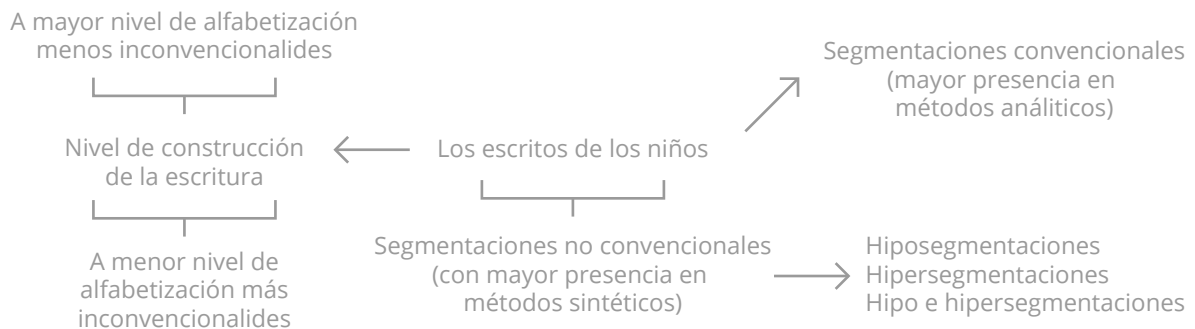 A mayor nivel de alfabetización
menos inconvencionalides
Segmentaciones convencionales
(mayor presencia en
métodos análiticos)
Nivel de construcción
de la escritura
Los escritos de los niños
A menor nivel de
alfabetización más
inconvencionalides
Segmentaciones no convencionales
(con mayor presencia en
métodos sintéticos)
Hiposegmentaciones
Hipersegmentaciones
Hipo e hipersegmentaciones